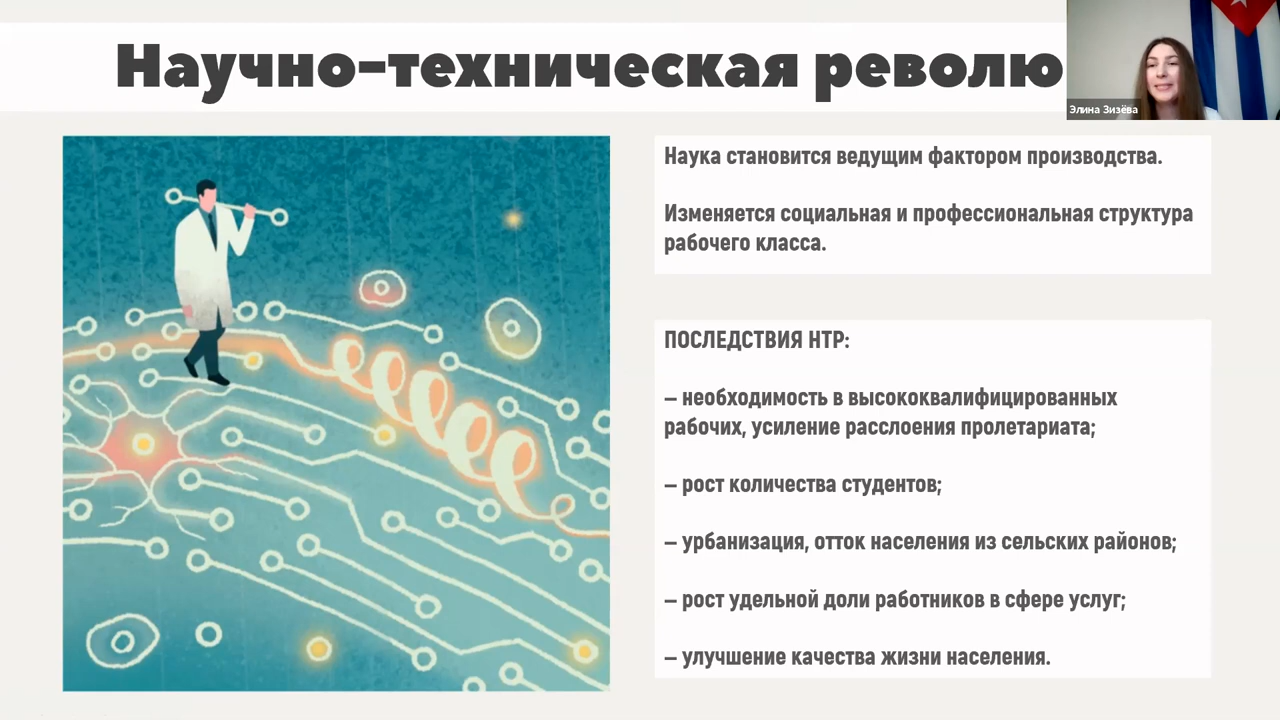 Научно-техническая револю
Элина Зизёва
Наука становится ведущим фактором производства.
Изменяется социальная и профессиональная структура
рабочего класса.
ПОСЛЕДСТВИЯ НТР:
– необходимость в высококвалифицированных
рабочих, усиление расслоения пролетариата;
– рост количества студентов;
– урбанизация, отток населения из сельских районов;
– рост удельной доли работников в сфере услуг;
– улучшение качества жизни населения.